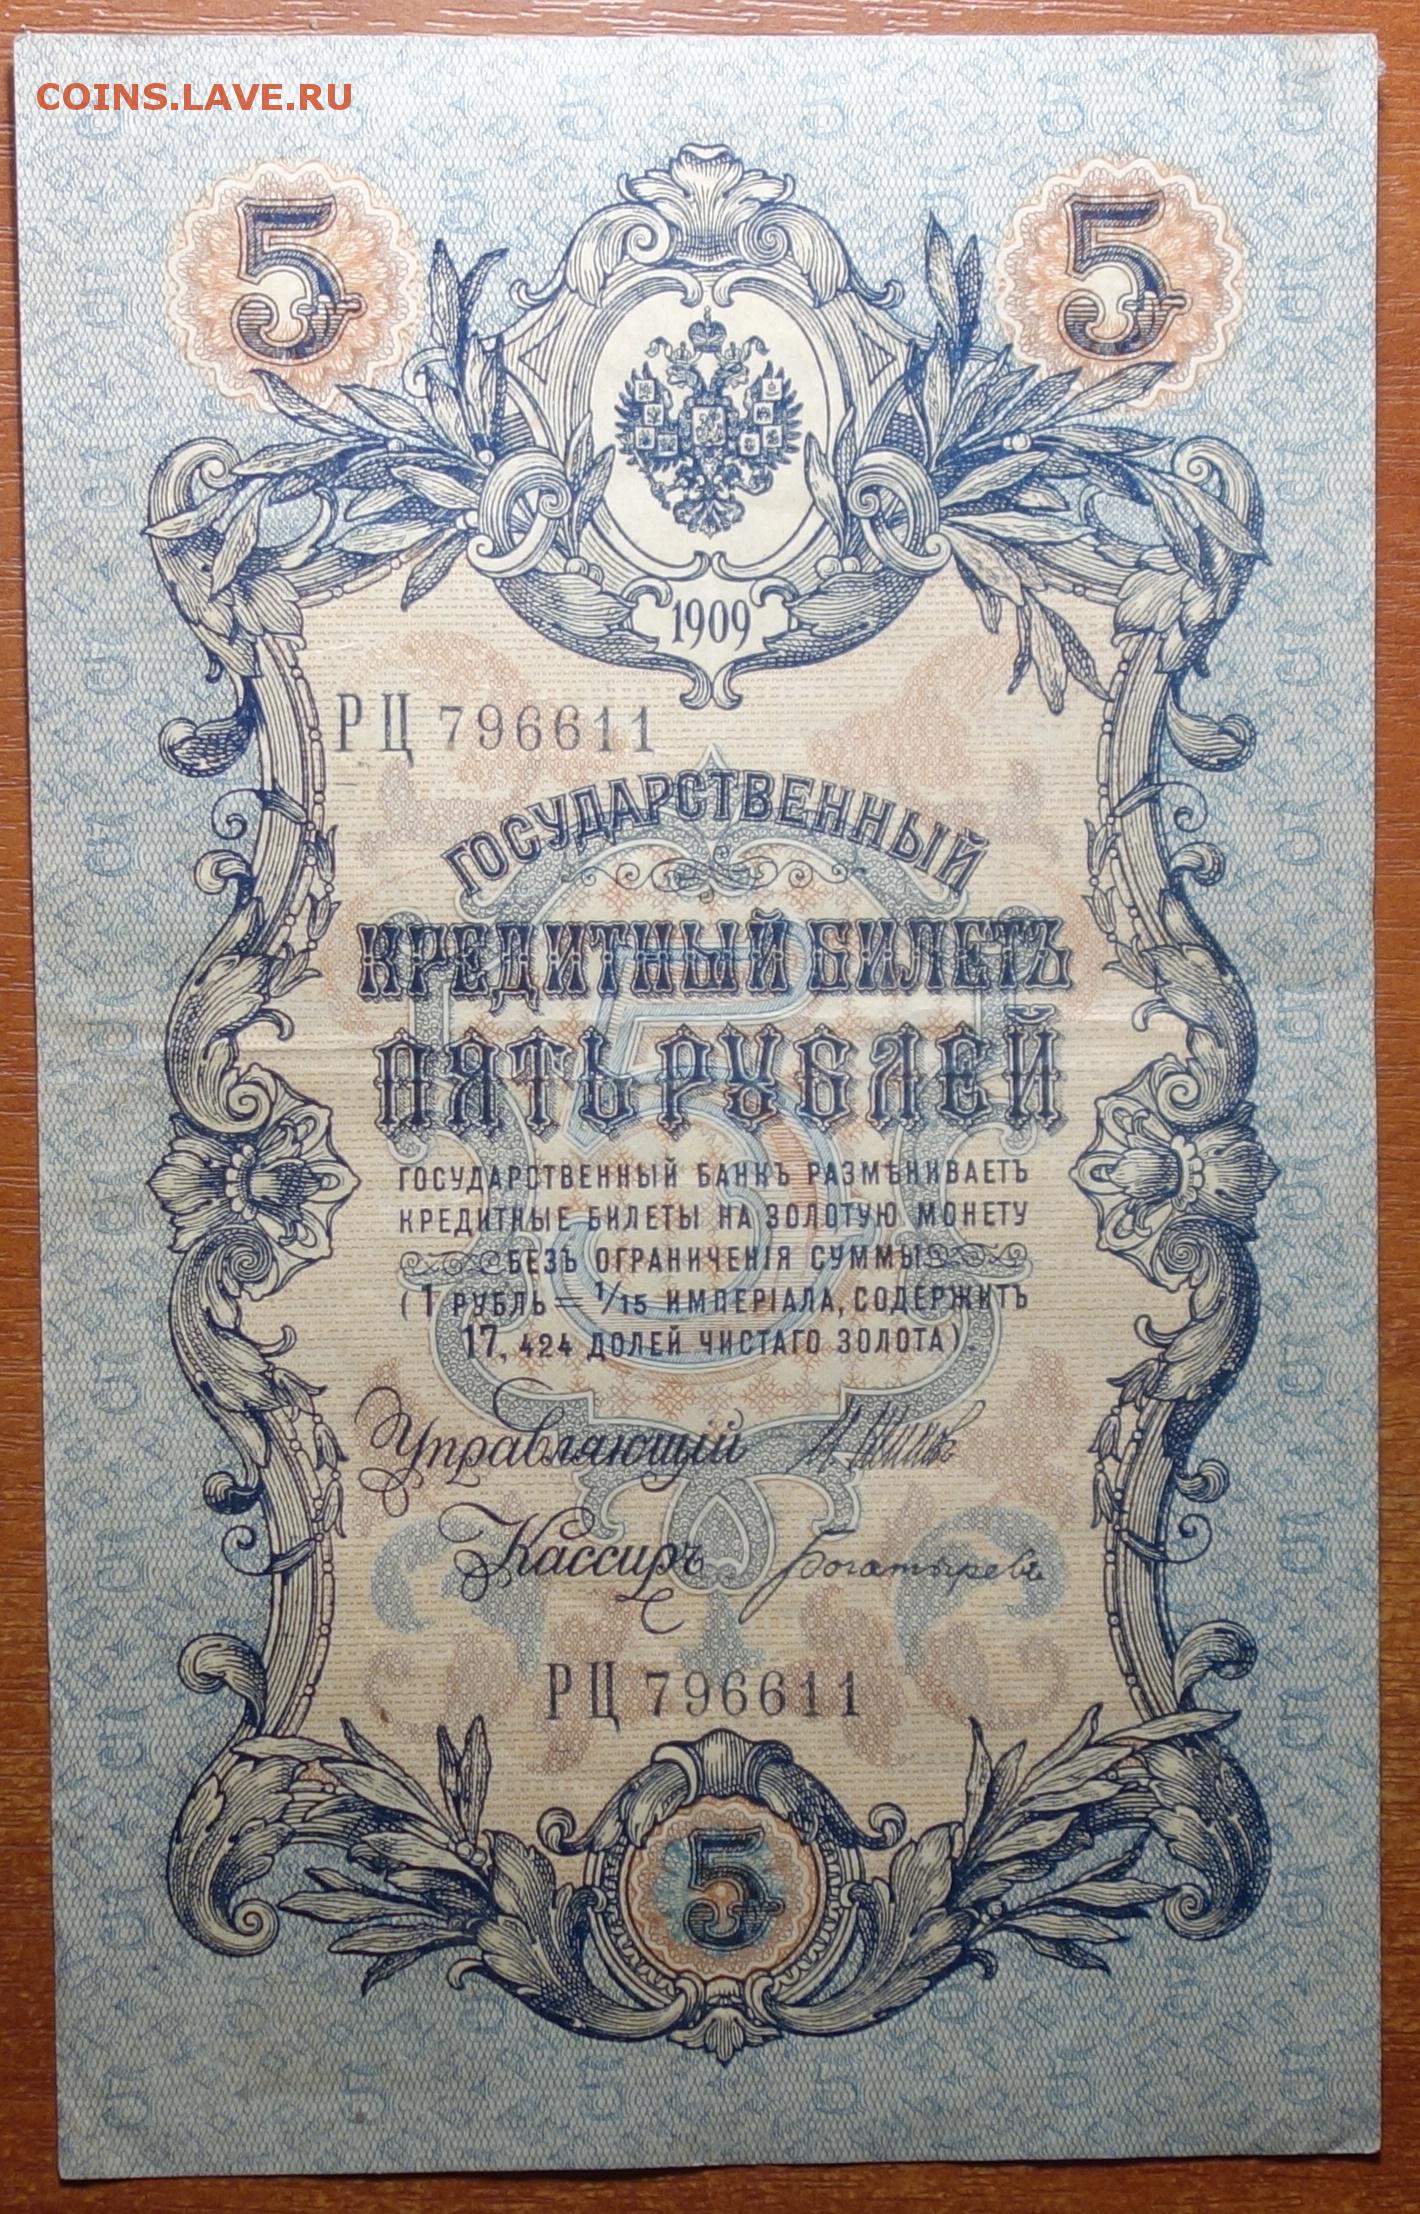 COINS.LAVE.RU
5 5
1909
РЦ 796611
ГОСУДАРСТВЕННЫЙ
КРЕДИТНЫЙ БИЛЕТЪ
ПЯТЬ РУБЛЕЙ
ГОСУДАРСТВЕННЫЙ БАНКЪ РАЗМѢНИВАЕТЪ
КРЕДИТНЫЕ БИЛЕТЫ НА ЗОЛОТУЮ МОНЕТУ
БЕЗЪ ОГРАНИЧЕНІЯ СУММЫ
(1 РУБЛЬ = 1/15 ИМПЕРІАЛА, СОДЕРЖИТЪ
17,424 ДОЛЕЙ ЧИСТАГО ЗОЛОТА).
Управляющій И. Шиповъ
Кассиръ Богатыревъ
РЦ 796611
5